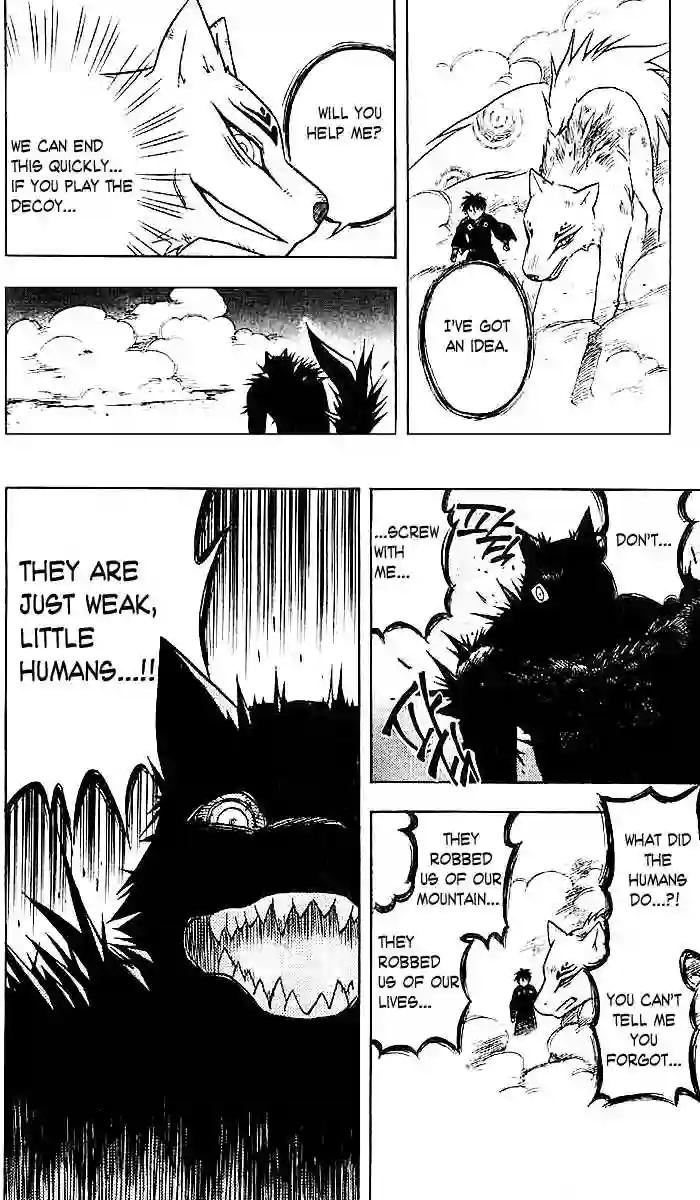 I'VE GOT
AN IDEA.
WILL YOU
HELP ME?
WE CAN END
THIS QUICKLY...
IF YOU PLAY THE
DECOY...
DON'T...
...SCREW
WITH
ME...
WHAT DID
THE
HUMANS
DO...?!
YOU CAN'T
TELL ME
YOU
FORGOT...
THEY
ROBBED
US OF OUR
MOUNTAIN...
THEY
ROBBED
US OF OUR
LIVES...
THEY ARE
JUST WEAK,
LITTLE
HUMANS...!!